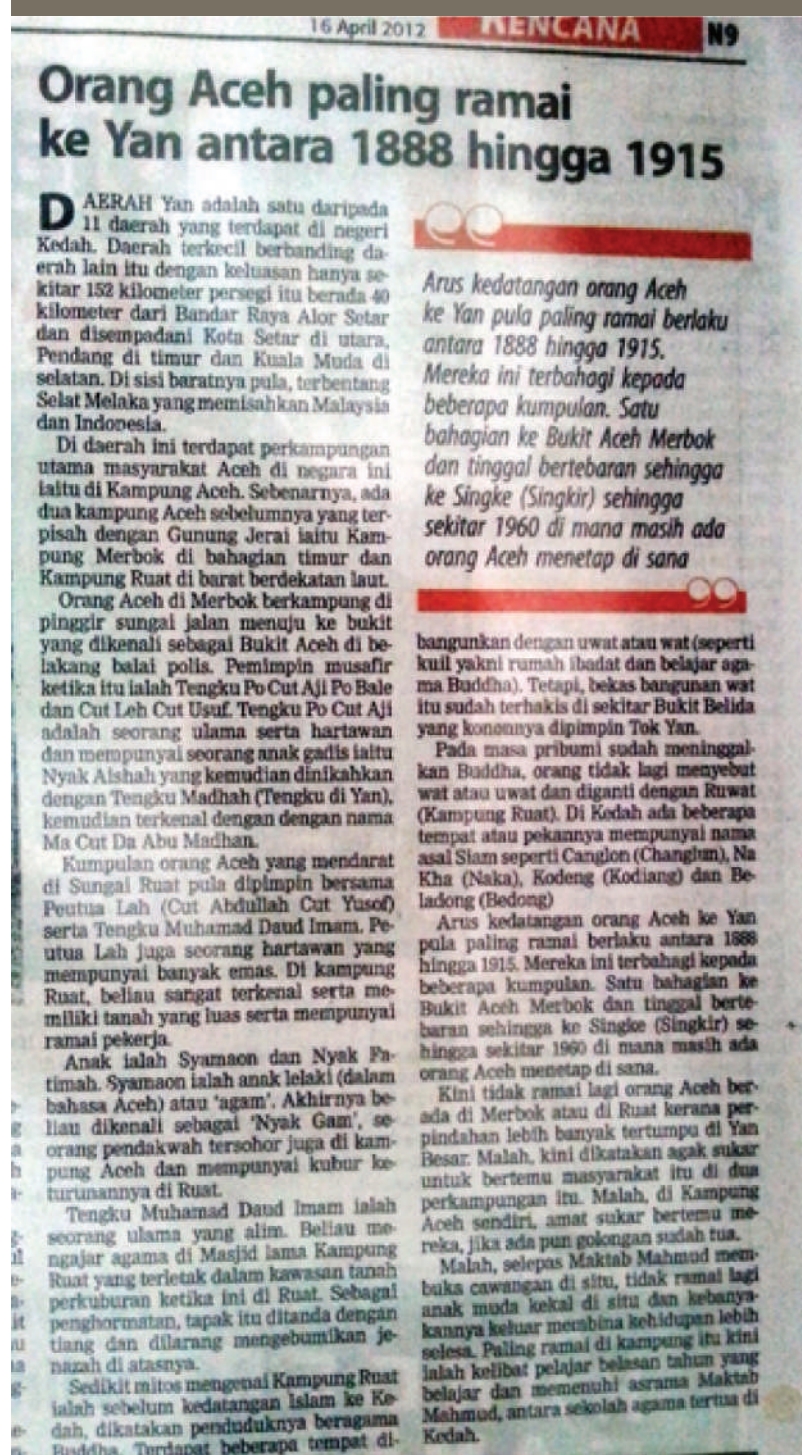 16 April 2012
RENCANA
N9
Orang Aceh paling ramai
ke Yan antara 1888 hingga 1915
DAERAH Yan adalah satu daripada
11 daerah yang terdapat di negeri
Kedah. Daerah terkecil berbanding da-
erah lain itu dengan keluasan hanya se-
kitar 152 kilometer persegi itu berada 40
kilometer dari Bandar Raya Alor Setar
dan disempadani Kota Setar di utara,
Pendang di timur dan Kuala Muda di
selatan. Di sisi baratnya pula, terbentang
Selat Melaka yang memisahkan Malaysia
dan Indonesia.
Di daerah ini terdapat perkampungan
utama masyarakat Aceh di negara ini
iaitu di Kampung Aceh. Sebenarnya, ada
dua kampung Aceh sebelumnya yang ter-
pisah dengan Gunung Jerai iaitu Kam-
pung Merbok di bahagian timur dan
Kampung Ruat di barat berdekatan laut.
Orang Aceh di Merbok berkampung di
pinggir sungai jalan menuju ke bukit
yang dikenali sebagai Bukit Aceh di be-
lakang balai polis. Pemimpin musafir
ketika itu ialah Tengku Po Cut Aji Po Bale
dan Cut Leh Cut Usuf. Tengku Po Cut Aji
adalah seorang ulama serta hartawan
dan mempunyai seorang anak gadis iaitu
Nyak Aishah yang kemudian dinikahkan
dengan Tengku Madhah (Tengku di Yan),
kemudian terkenal dengan dengan nama
Ma Cut Da Abu Madhan.
Kumpulan orang Aceh yang mendarat
di Sungai Ruat pula dipimpin bersama
Peutua Lah (Cut Abdullah Cut Yusof)
serta Tengku Muhamad Daud Imam. Pe-
utua Lah juga seorang hartawan yang
mempunyai banyak emas. Di kampung
Ruat, beliau sangat terkenal serta me-
miliki tanah yang luas serta mempunyai
ramai pekerja.
Anak ialah Syamaon dan Nyak Fa-
timah. Syamaon ialah anak lelaki (dalam
bahasa Aceh) atau 'agam'. Akhirnya be-
liau dikenali sebagai 'Nyak Gam', se-
orang pendakwah tersohor juga di kam-
pung Aceh dan mempunyai kubur ke-
turunannya di Ruat.
Tengku Muhamad Daud Imam ialah
seorang ulama yang alim. Beliau me-
ngajar agama di Masjid lama Kampung
Ruat yang terletak dalam kawasan tanah
perkuburan ketika ini di Ruat. Sebagai
penghormatan, tapak itu ditanda dengan
tiang dan dilarang mengebumikan je-
nazah di atasnya.
Sedikit mitos mengenai Kampung Ruat
ialah sebelum kedatangan Islam ke Ke-
dah, dikatakan penduduknya beragama
Buddha. Terdapat beberapa tempat di-
Arus kedatangan orang Aceh
ke Yan pula paling ramai berlaku
antara 1888 hingga 1915.
Mereka ini terbahagi kepada
beberapa kumpulan. Satu
bahagian ke Bukit Aceh Merbok
dan tinggal bertebaran sehingga
ke Singke (Singkir) sehingga
sekitar 1960 di mana masih ada
orang Aceh menetap di sana
bangunkan dengan uwat atau wat (seperti
kuil yakni rumah ibadat dan belajar aga-
ma Buddha). Tetapi, bekas bangunan wat
itu sudah terhakis di sekitar Bukit Belida
yang kononnya dipimpin Tok Yan.
Pada masa pribumi sudah meninggal-
kan Buddha, orang tidak lagi menyebut
wat atau uwat dan diganti dengan Ruwat
(Kampung Ruat). Di Kedah ada beberapa
tempat atau pekannya mempunyai nama
asal Siam seperti Canglon (Changlun), Na
Kha (Naka), Kodeng (Kodiang) dan Be-
ladong (Bedong)
Arus kedatangan orang Aceh ke Yan
pula paling ramai berlaku antara 1888
hingga 1915. Mereka ini terbahagi kepada
beberapa kumpulan. Satu bahagian ke
Bukit Aceh Merbok dan tinggal berte-
baran sehingga ke Singke (Singkir) se-
hingga sekitar 1960 di mana masih ada
orang Aceh menetap di sana.
Kini tidak ramai lagi orang Aceh ber-
ada di Merbok atau di Ruat kerana per-
pindahan lebih banyak tertumpu di Yan
Besar. Malah, kini dikatakan agak sukar
untuk bertemu masyarakat itu di dua
perkampungan itu. Malah, di Kampung
Aceh sendiri, amat sukar bertemu me-
reka, jika ada pun golongan sudah tua.
Malah, selepas Maktab Mahmud mem-
buka cawangan di situ, tidak ramai lagi
anak muda kekal di situ dan kebanya-
kannya keluar membina kehidupan lebih
selesa. Paling ramai di kampung itu kini
ialah kelibat pelajar belasan tahun yang
belajar dan memenuhi asrama Maktab
Mahmud, antara sekolah agama tertua di
Kedah.